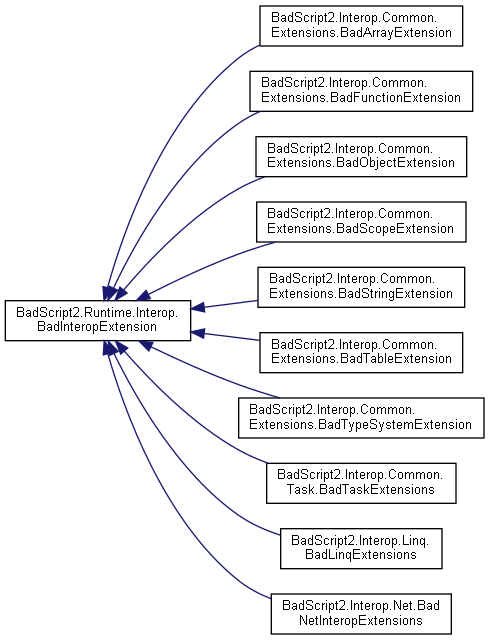 BadScript2.Interop.Common.
Extensions.BadArrayExtension
BadScript2.Interop.Common.
Extensions.BadFunctionExtension
BadScript2.Interop.Common.
Extensions.BadObjectExtension
BadScript2.Interop.Common.
Extensions.BadScopeExtension
BadScript2.Interop.Common.
Extensions.BadStringExtension
BadScript2.Runtime.Interop.
BadInteropExtension
BadScript2.Interop.Common.
Extensions.BadTableExtension
BadScript2.Interop.Common.
Extensions.BadTypeSystemExtension
BadScript2.Interop.Common.
Task.BadTaskExtensions
BadScript2.Interop.Linq.
BadLinqExtensions
BadScript2.Interop.Net.Bad
NetInteropExtensions